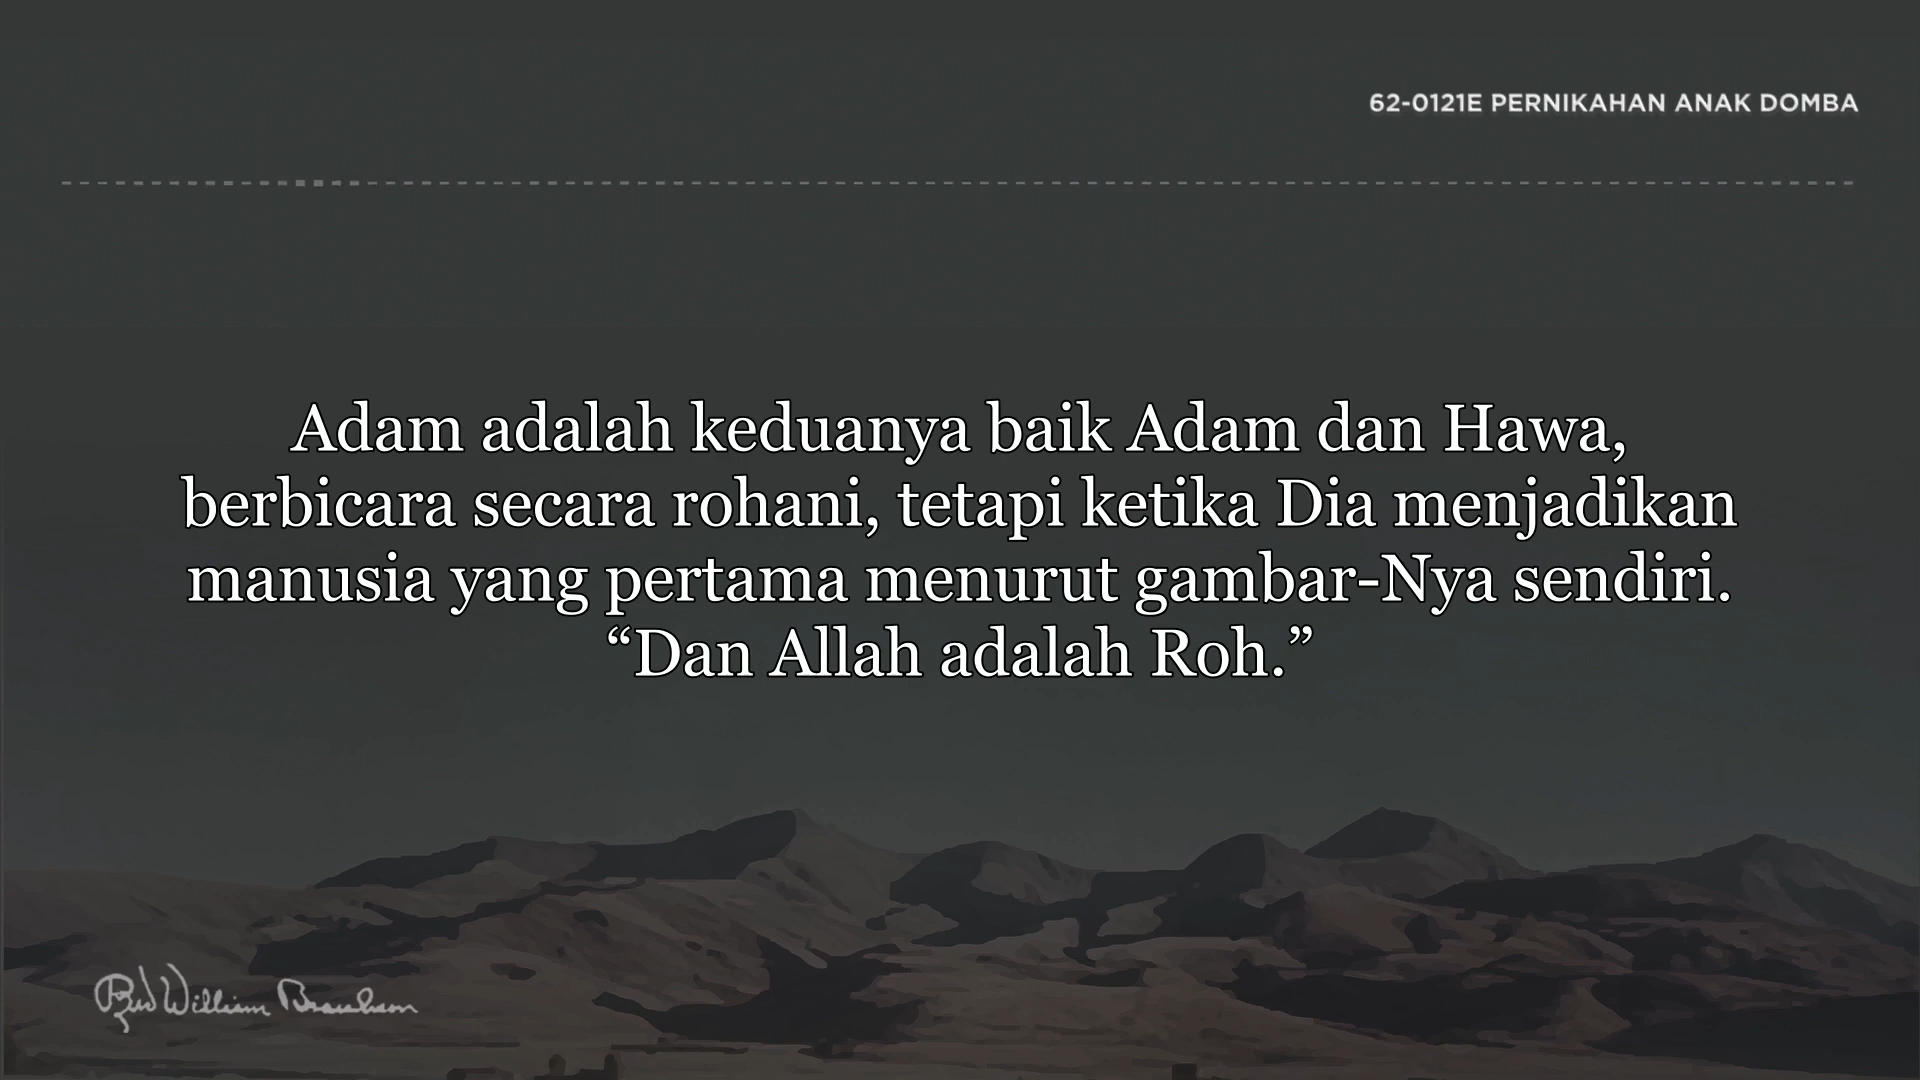 62-0121E PERNIKAHAN ANAK DOMBA
Adam adalah keduanya baik Adam dan Hawa,
berbicara secara rohani, tetapi ketika Dia menjadikan
manusia yang pertama menurut gambar-Nya sendiri.
“Dan Allah adalah Roh.”
Rev William Branham